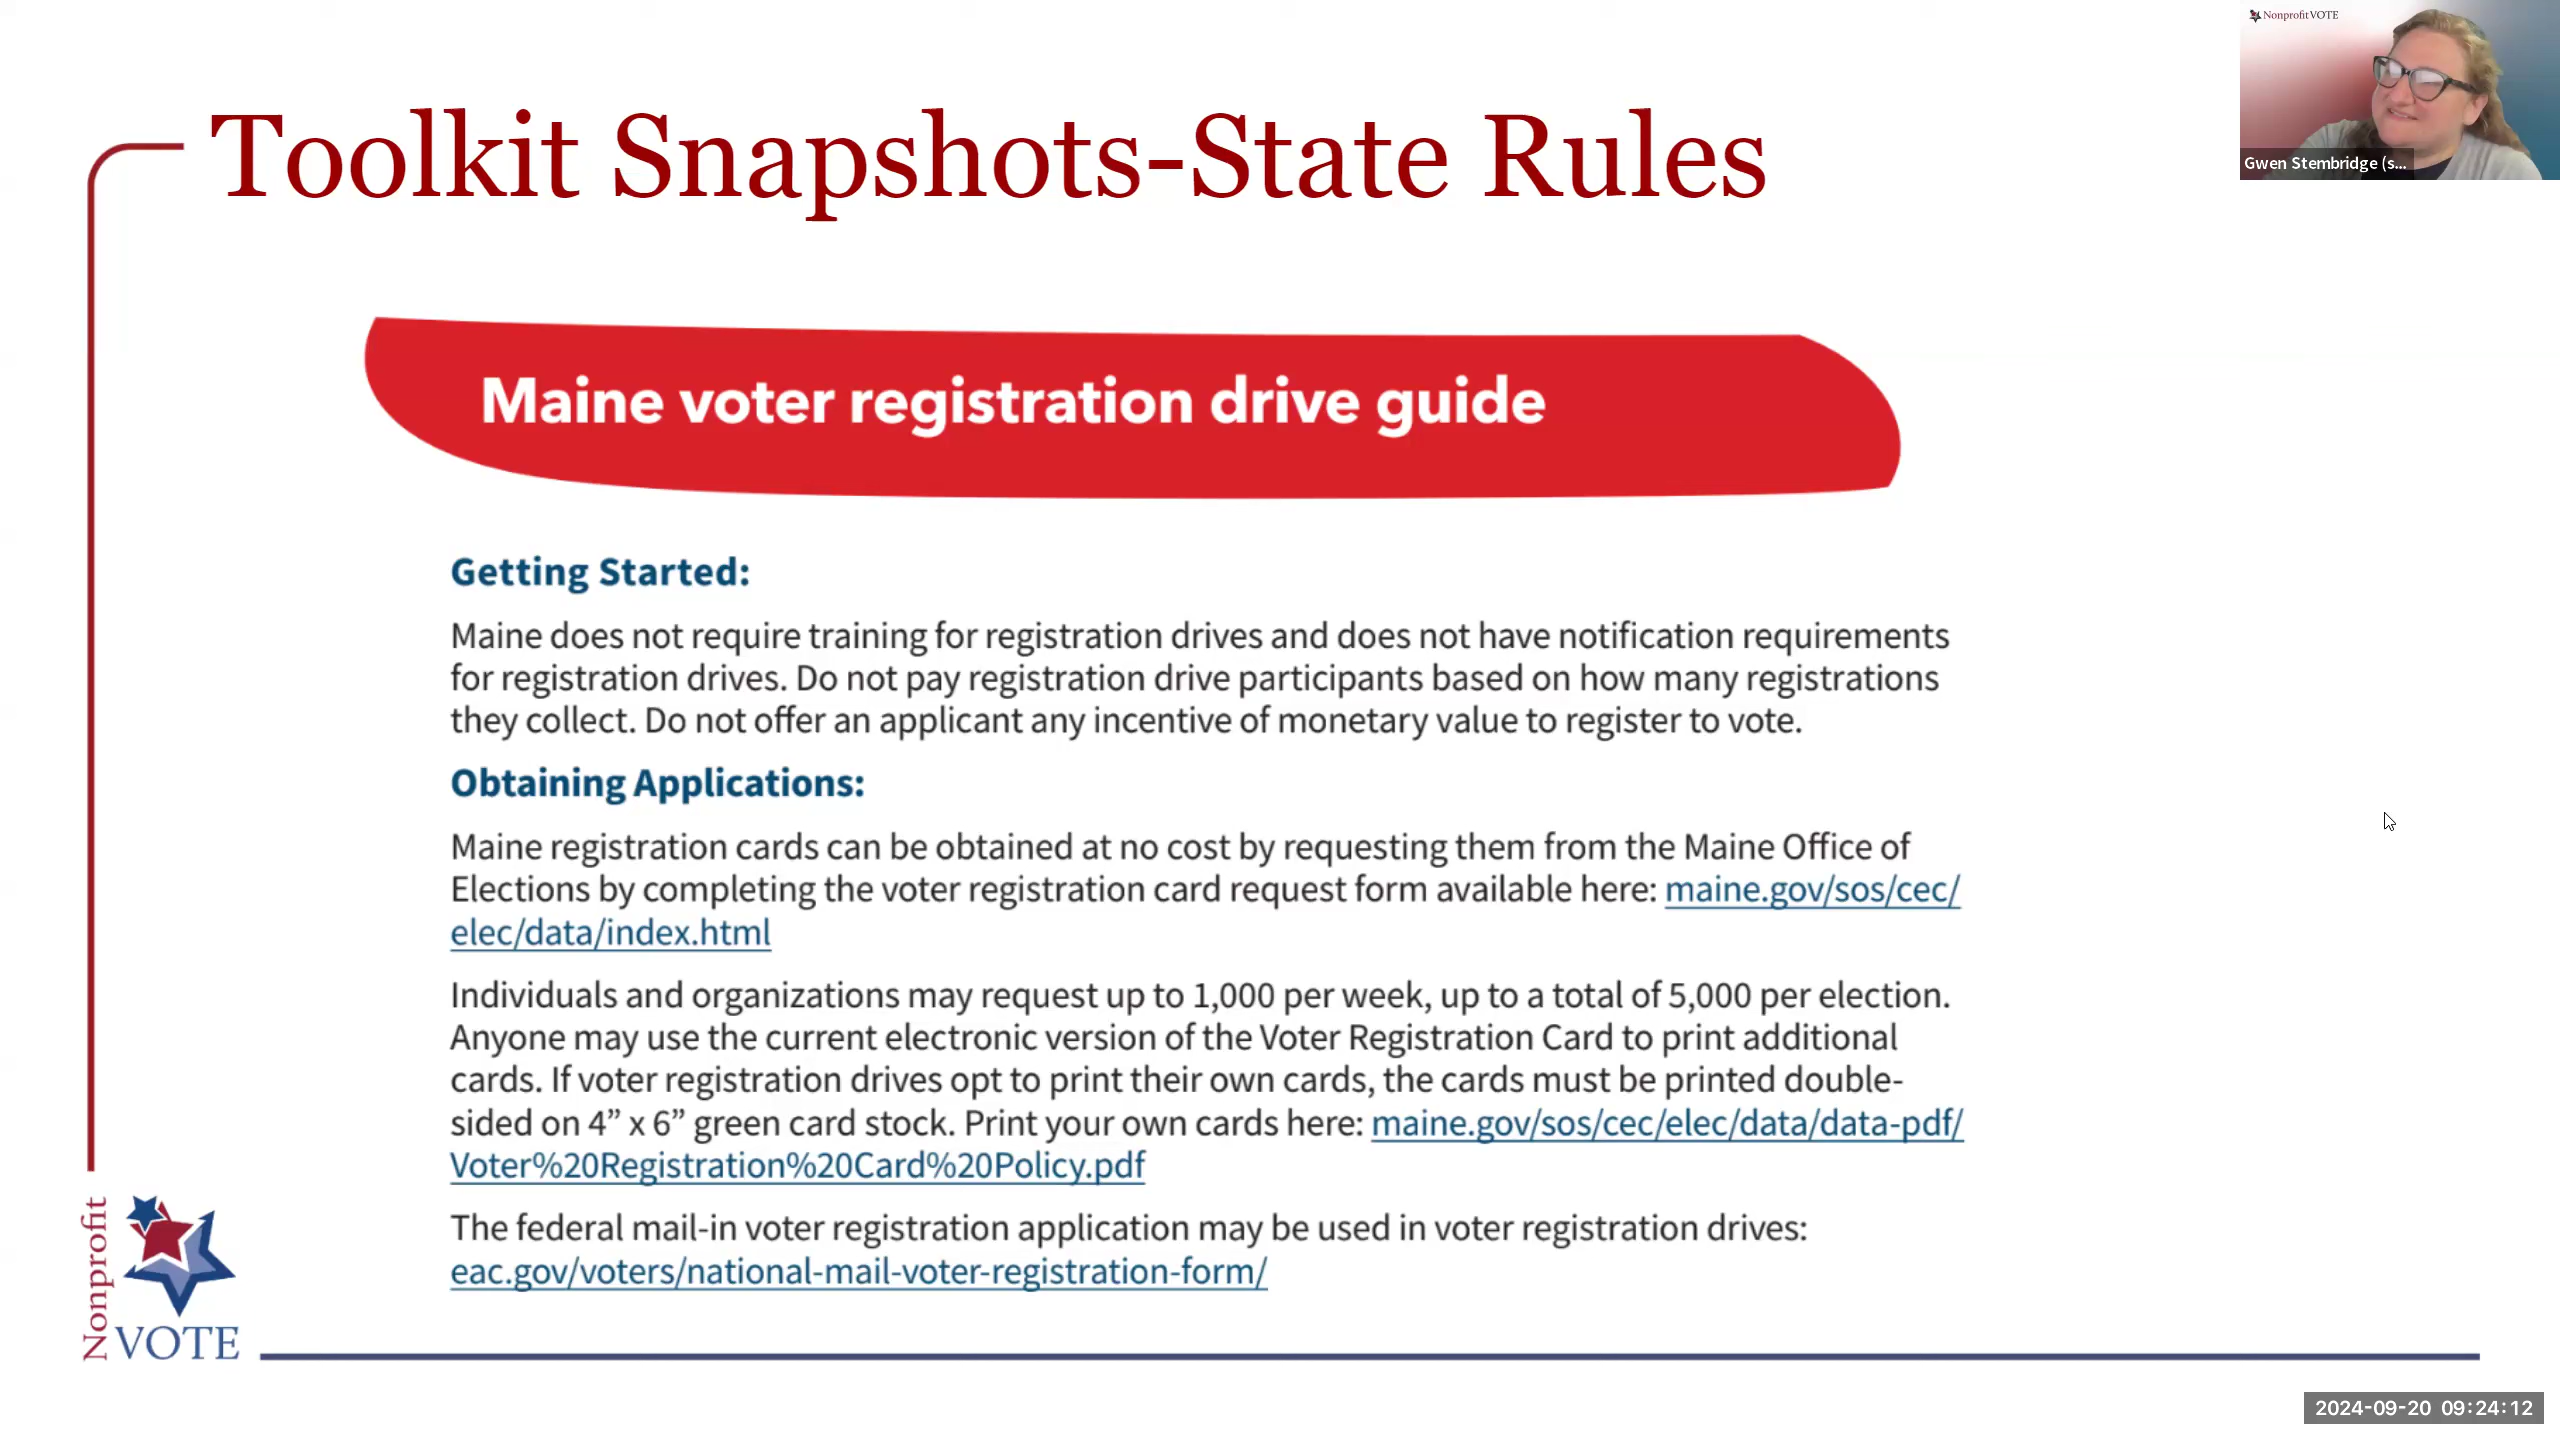 NonprofitVOTE
Gwen Stembridge (s...
Toolkit Snapshots-State Rules
Maine voter registration drive guide
Getting Started:
Maine does not require training for registration drives and does not have notification requirements
for registration drives. Do not pay registration drive participants based on how many registrations
they collect. Do not offer an applicant any incentive of monetary value to register to vote.
Obtaining Applications:
Maine registration cards can be obtained at no cost by requesting them from the Maine Office of
Elections by completing the voter registration card request form available here: maine.gov/sos/cec/
elec/data/index.html
Individuals and organizations may request up to 1,000 per week, up to a total of 5,000 per election.
Anyone may use the current electronic version of the Voter Registration Card to print additional
cards. If voter registration drives opt to print their own cards, the cards must be printed double-
sided on 4” x 6” green card stock. Print your own cards here: maine.gov/sos/cec/elec/data/data-pdf/
Voter%20Registration%20Card%20Policy.pdf
The federal mail-in voter registration application may be used in voter registration drives:
eac.gov/voters/national-mail-voter-registration-form/
Nonprofit
VOTE
2024-09-20 09:24:12